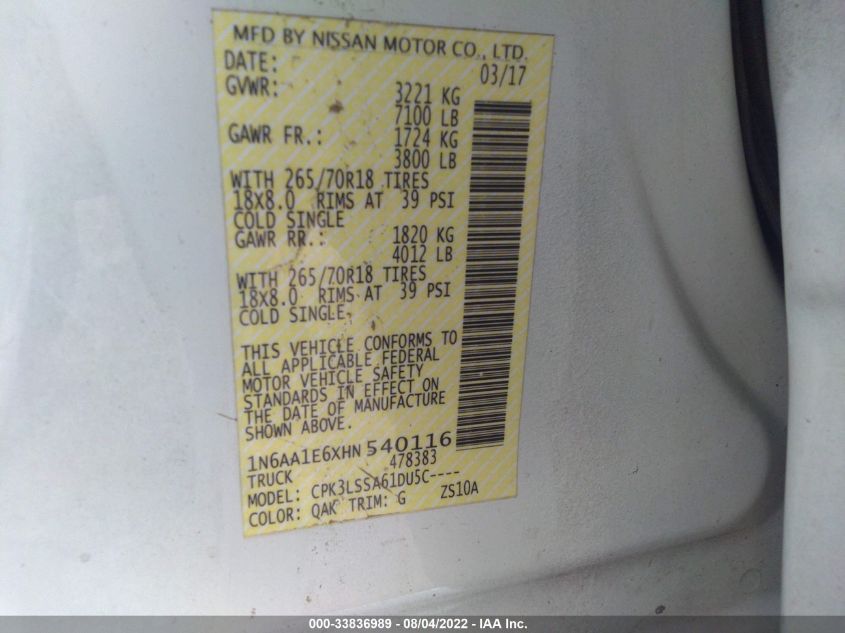 MFD BY NISSAN MOTOR CO., LTD.
DATE: 03/17
GVWR: 3221 KG
7100 LB
GAWR FR.: 1724 KG
3800 LB
WITH 265/70R18 TIRES
18X8.0 RIMS AT 39 PSI
COLD SINGLE
GAWR RR.: 1820 KG
4012 LB
WITH 265/70R18 TIRES
18X8.0 RIMS AT 39 PSI
COLD SINGLE
THIS VEHICLE CONFORMS TO
ALL APPLICABLE FEDERAL
MOTOR VEHICLE SAFETY
STANDARDS IN EFFECT ON
THE DATE OF MANUFACTURE
SHOWN ABOVE.
1N6AA1E6XHN540116
TRUCK 478383
MODEL: CPK3LSSA61DU5C----
COLOR: QAK TRIM: G ZS10A
000-33836989 - 08/04/2022 - IAA Inc.